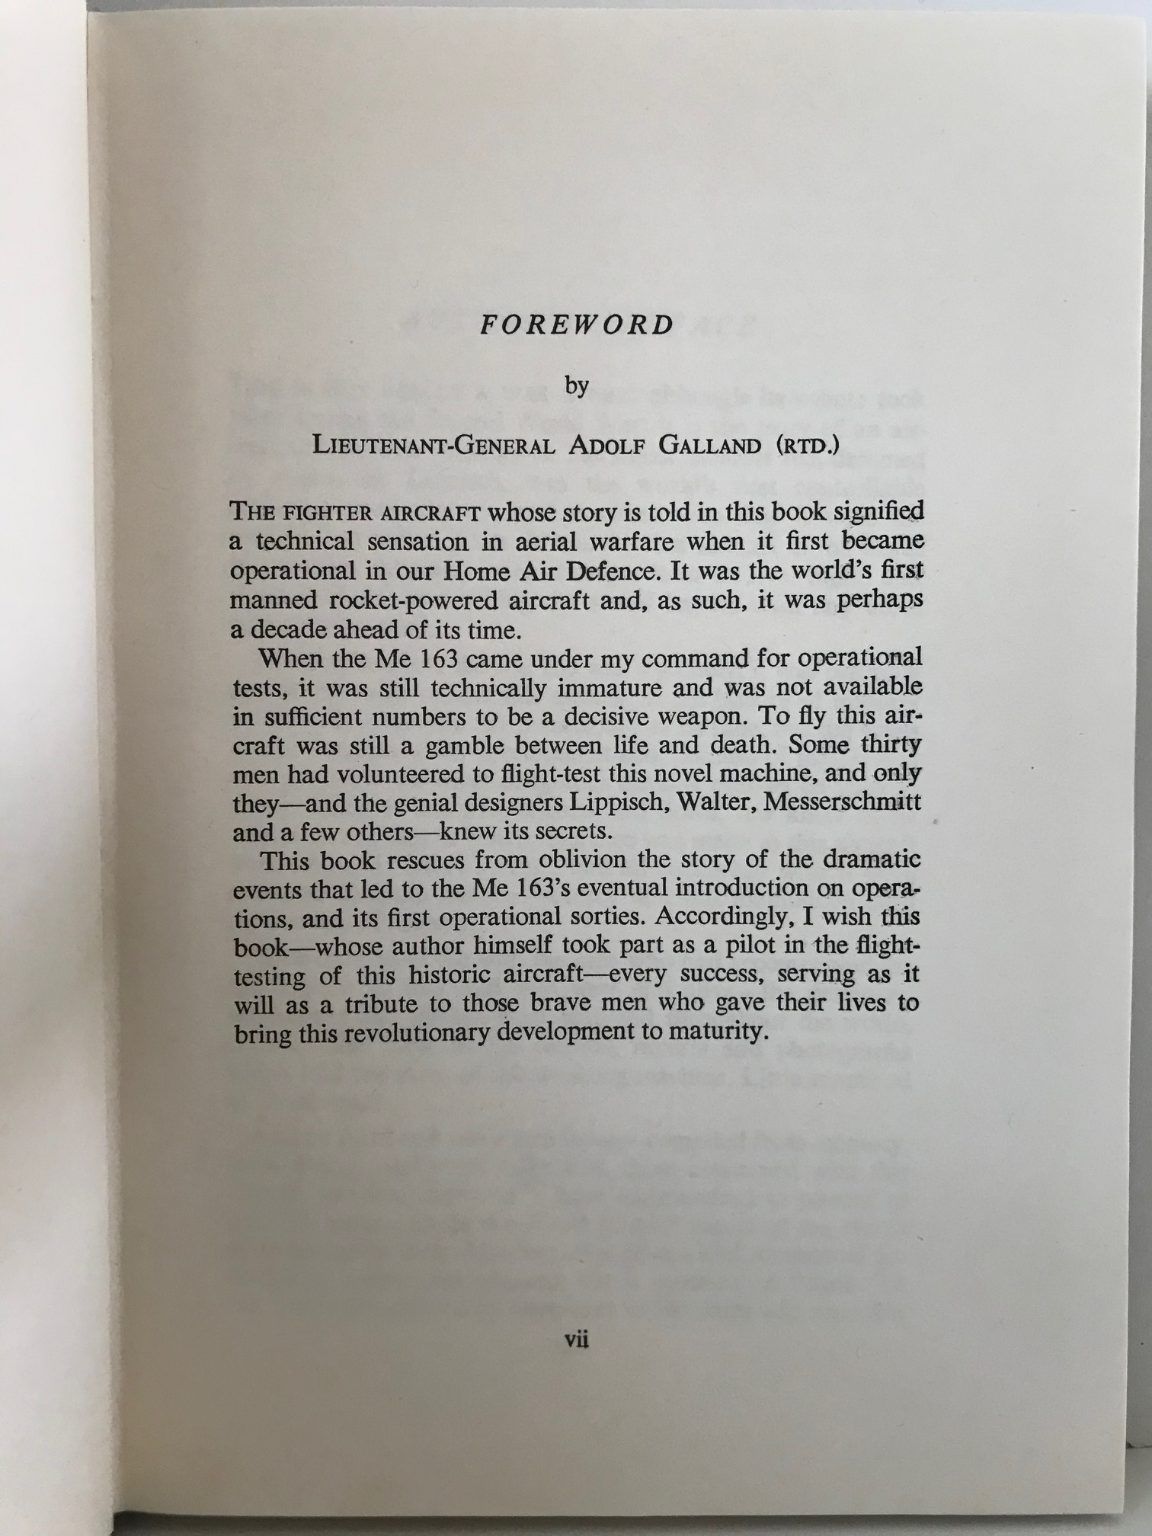 FOREWORD
by
LIEUTENANT-GENERAL ADOLF GALLAND (RTD.)
THE FIGHTER AIRCRAFT whose story is told in this book signified
a technical sensation in aerial warfare when it first became
operational in our Home Air Defence. It was the world's first
manned rocket-powered aircraft and, as such, it was perhaps
a decade ahead of its time.
When the Me 163 came under my command for operational
tests, it was still technically immature and was not available
in sufficient numbers to be a decisive weapon. To fly this air-
craft was still a gamble between life and death. Some thirty
men had volunteered to flight-test this novel machine, and only
they—and the genial designers Lippisch, Walter, Messerschmitt
and a few others—knew its secrets.
This book rescues from oblivion the story of the dramatic
events that led to the Me 163's eventual introduction on opera-
tions, and its first operational sorties. Accordingly, I wish this
book—whose author himself took part as a pilot in the flight-
testing of this historic aircraft—every success, serving as it
will as a tribute to those brave men who gave their lives to
bring this revolutionary development to maturity.
vii